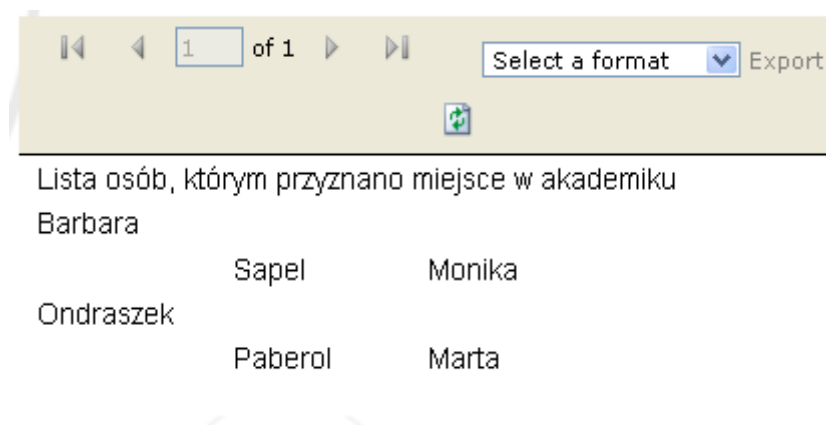 1 of 1 Select a format Export
Lista osób, którym przyznano miejsce w akademiku
Barbara
Sapel Monika
Ondraszek
Paberol Marta